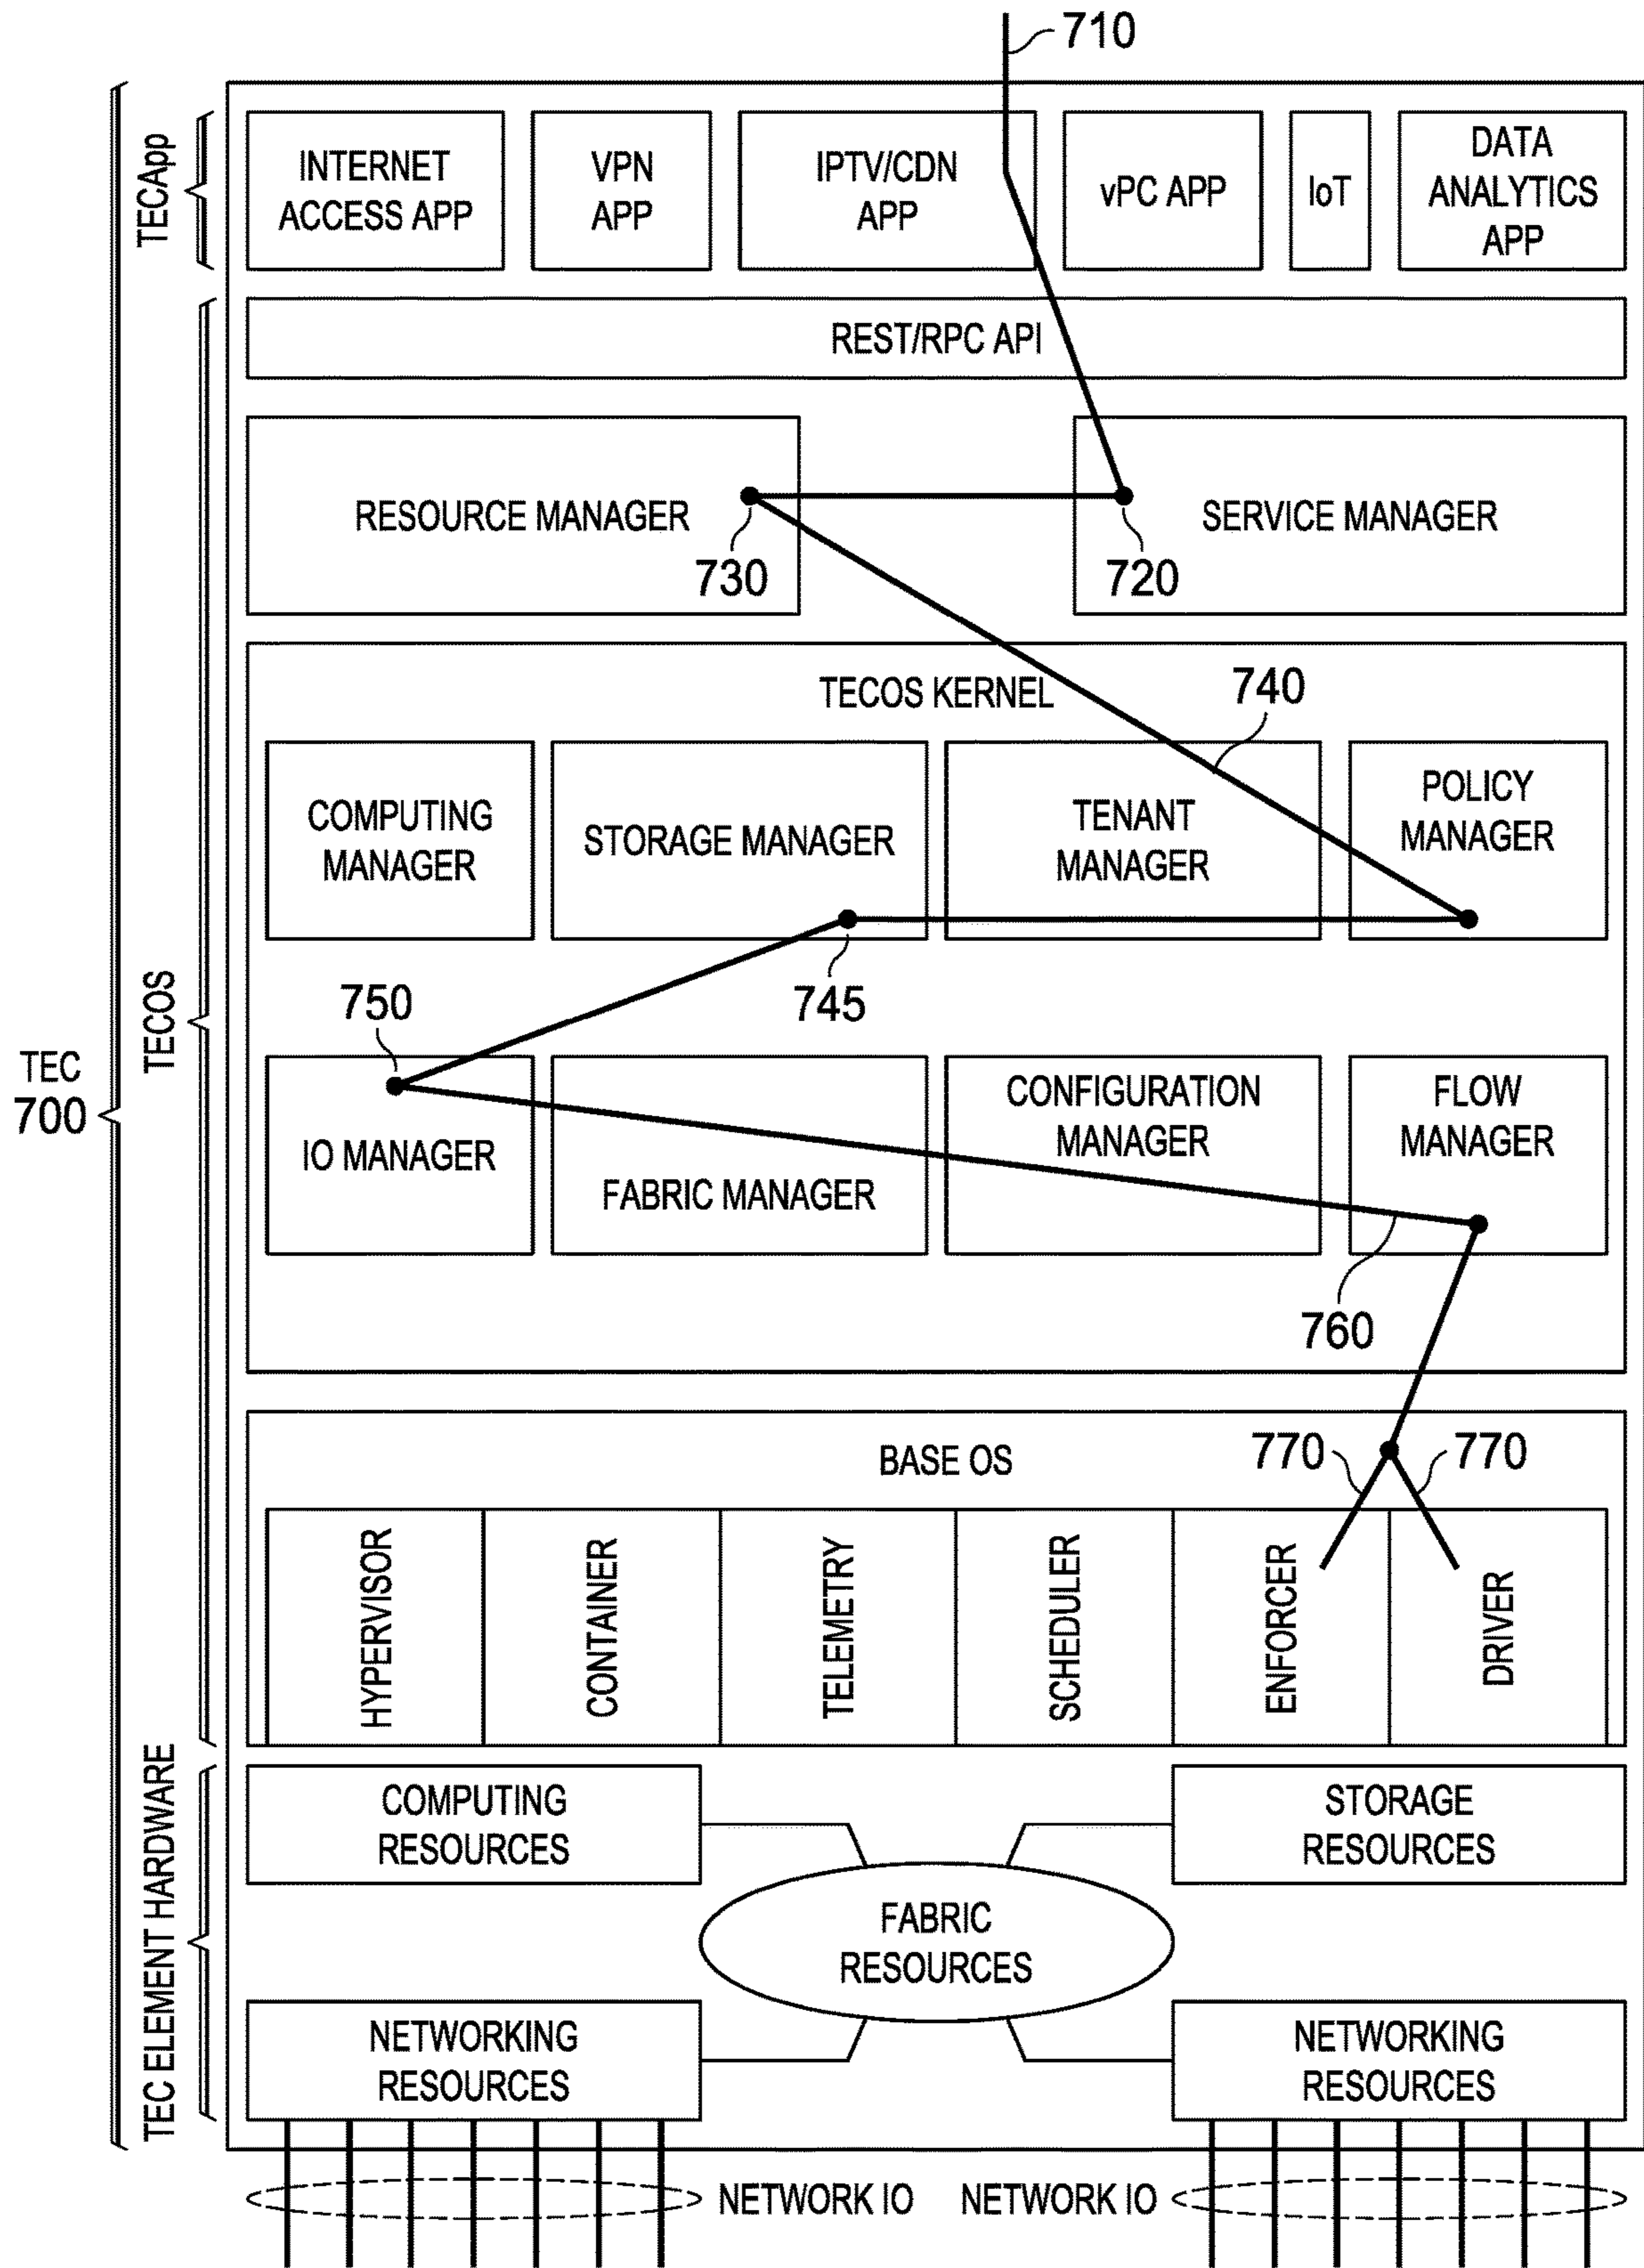 710
TECApp
INTERNET
ACCESS APP
VPN
APP
IPTV/CDN
APP
vPC APP
IoT
DATA
ANALYTICS
APP
REST/RPC API
RESOURCE MANAGER
730
SERVICE MANAGER
720
TECOS KERNEL
740
COMPUTING
MANAGER
STORAGE MANAGER
TENANT
MANAGER
POLICY
MANAGER
745
750
TECOS
TEC
700
IO MANAGER
FABRIC MANAGER
CONFIGURATION
MANAGER
FLOW
MANAGER
760
BASE OS
770
770
HYPERVISOR
CONTAINER
TELEMETRY
SCHEDULER
ENFORCER
DRIVER
TEC ELEMENT HARDWARE
COMPUTING
RESOURCES
STORAGE
RESOURCES
FABRIC
RESOURCES
NETWORKING
RESOURCES
NETWORKING
RESOURCES
NETWORK IO
NETWORK IO